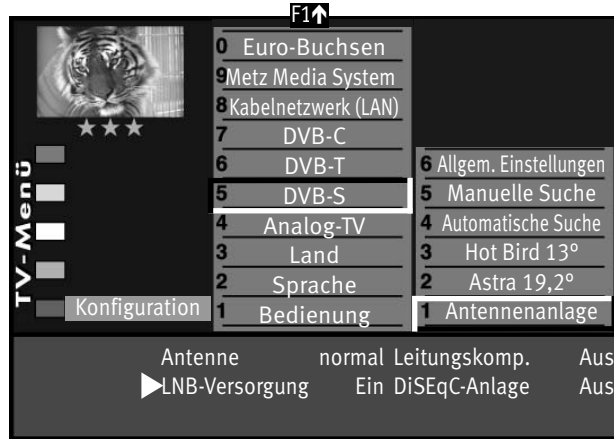 F1↑
0 Euro-Buchsen
9 Metz Media System
8 Kabelnetzwerk (LAN)
7 DVB-C
6 DVB-T
5 DVB-S
4 Analog-TV
3 Land
2 Sprache
1 Bedienung
6 Allgem. Einstellungen
5 Manuelle Suche
4 Automatische Suche
3 Hot Bird 13°
2 Astra 19,2°
1 Antennenanlage
TV-Menü
Konfiguration
Antenne normal Leitungskomp. Aus
LNB-Versorgung Ein DiSEqC-Anlage Aus